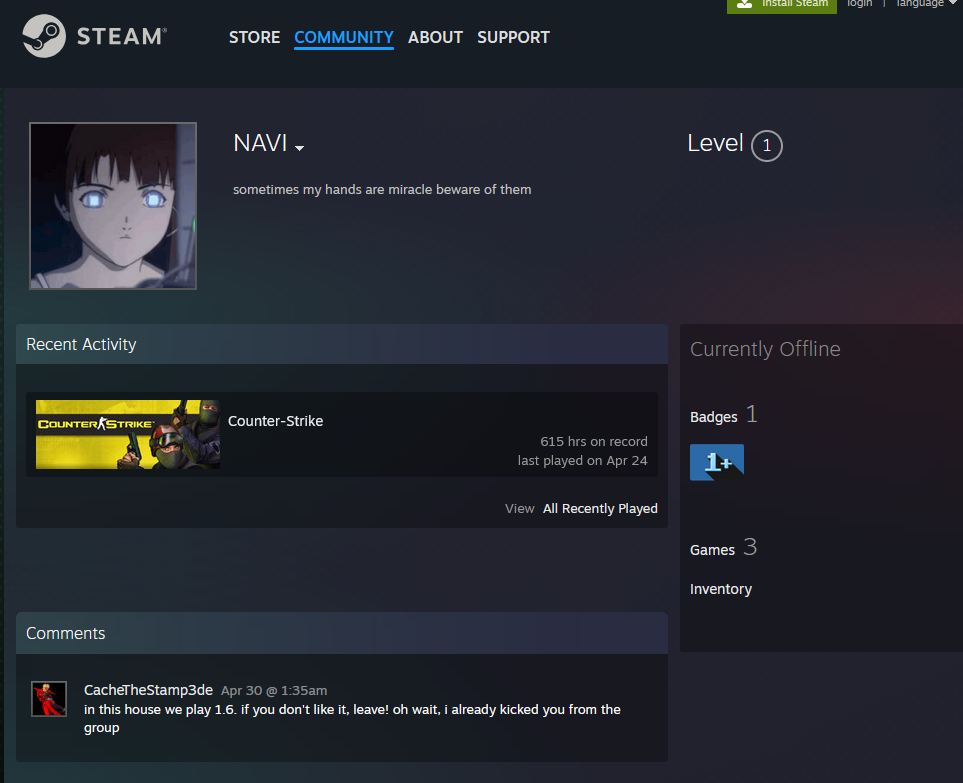 Install Steam
login | language
STEAM®
STORE COMMUNITY ABOUT SUPPORT
NAVI
Level 1
sometimes my hands are miracle beware of them
Recent Activity
COUNTER STRIKE
Counter-Strike
615 hrs on record
last played on Apr 24
View All Recently Played
Currently Offline
Badges 1
1+
Games 3
Inventory
Comments
CacheTheStamp3de Apr 30 @ 1:35am
in this house we play 1.6. if you don't like it, leave! oh wait, i already kicked you from the
group